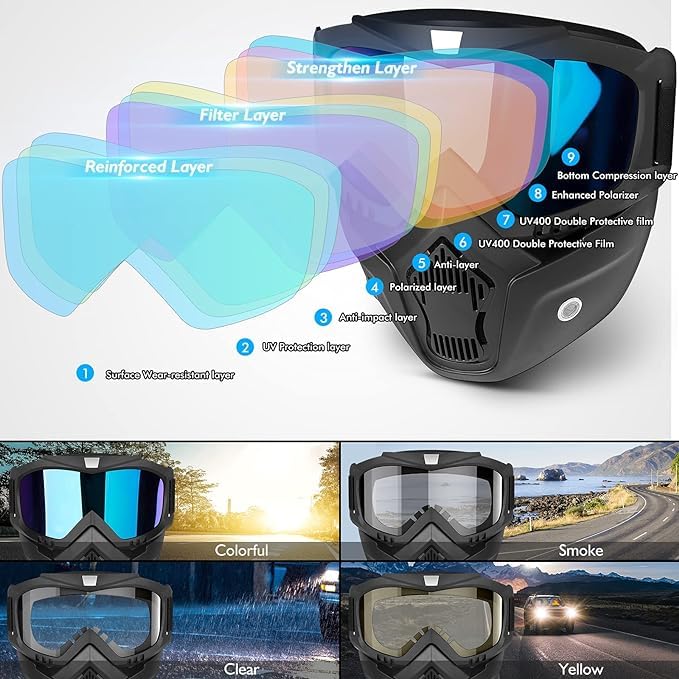 Strengthen Layer
Filter Layer
Reinforced Layer
9
Bottom Compression layer
8 Enhanced Polarizer
7 UV400 Double Protective film
6 UV400 Double Protective Film
5 Anti-layer
4 Polarized layer
3 Anti-impact layer
2 UV Protection layer
1 Surface Wear-resistant layer
Colorful
Smoke
Clear
Yellow